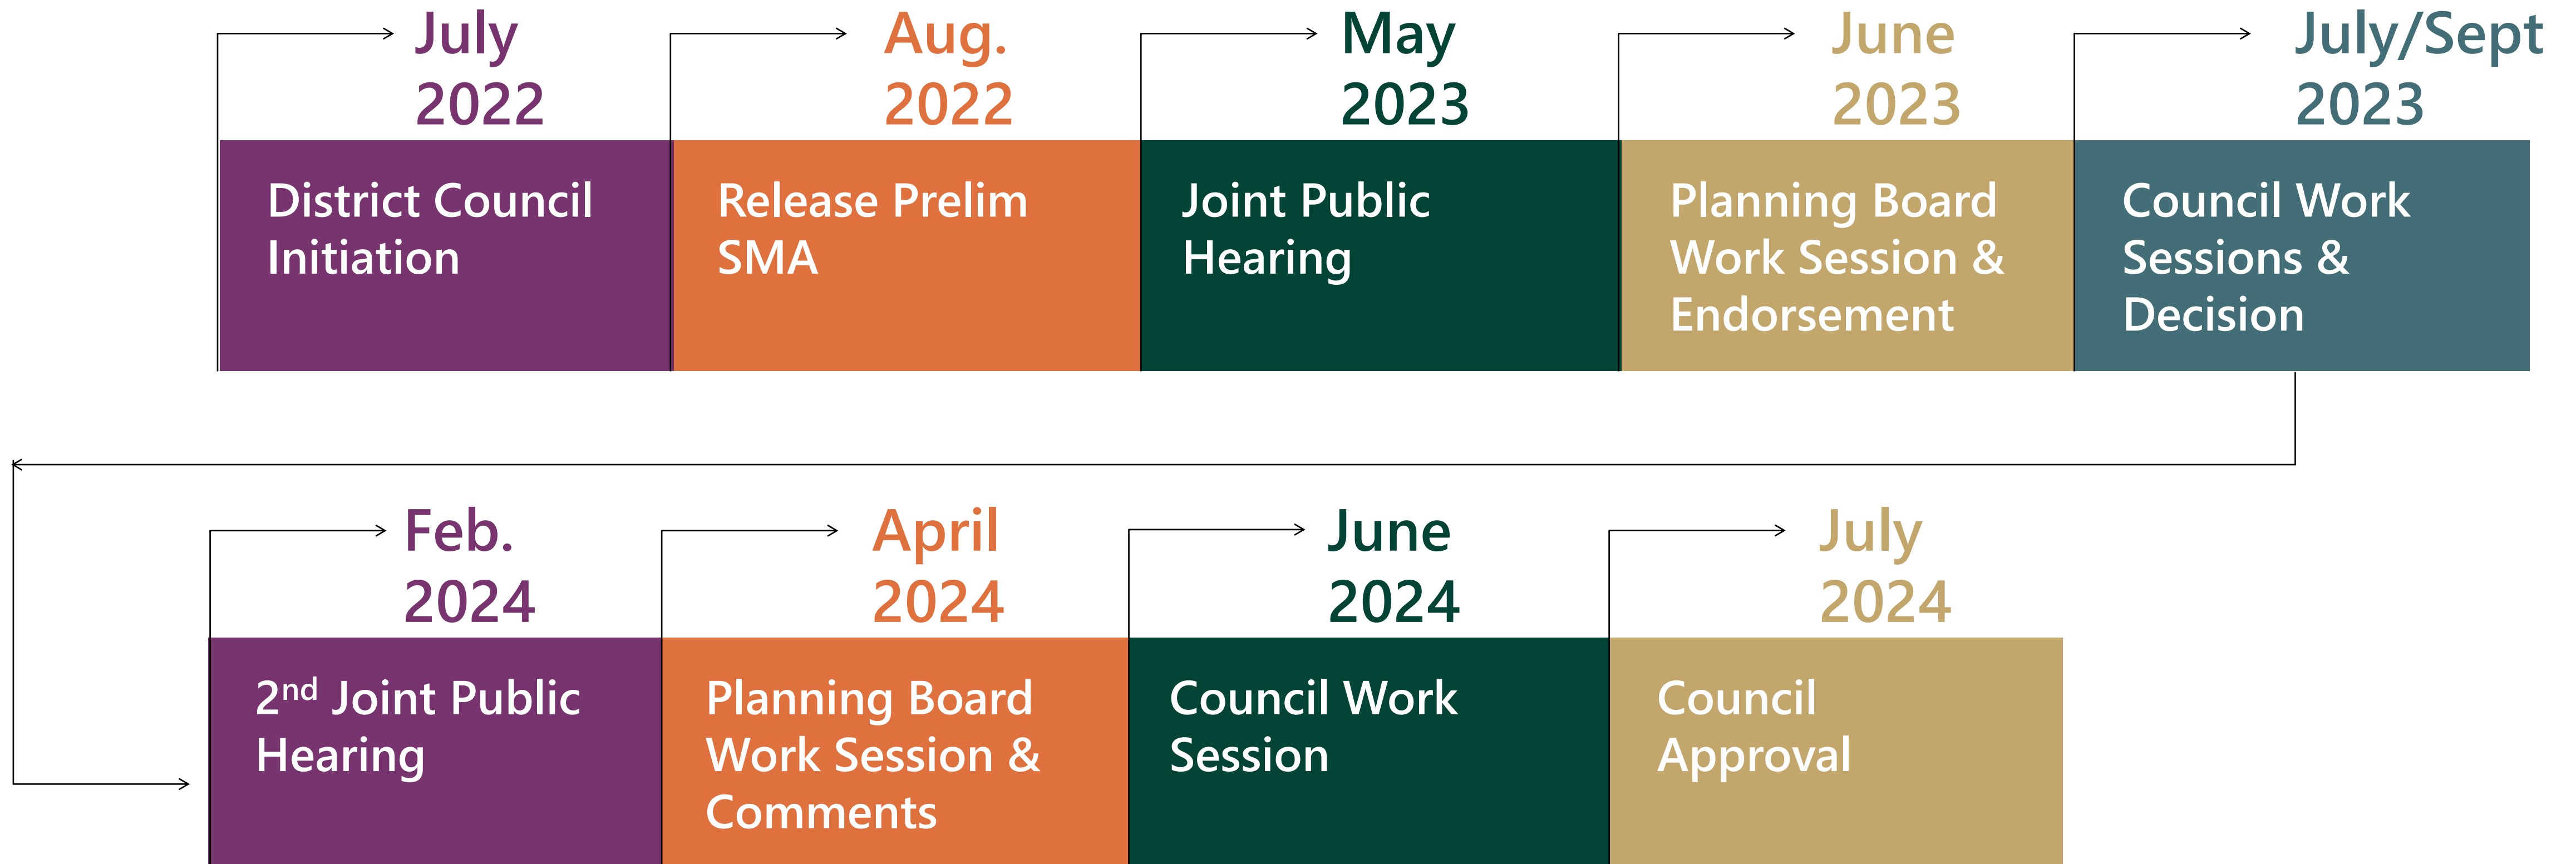 July
2022
Aug.
2022
May
2023
June
2023
July/Sept
2023
District Council
Initiation
Release Prelim
SMA
Joint Public
Hearing
Planning Board
Work Session &
Endorsement
Council Work
Sessions &
Decision
Feb.
2024
April
2024
June
2024
July
2024
2nd Joint Public
Hearing
Planning Board
Work Session &
Comments
Council Work
Session
Council
Approval